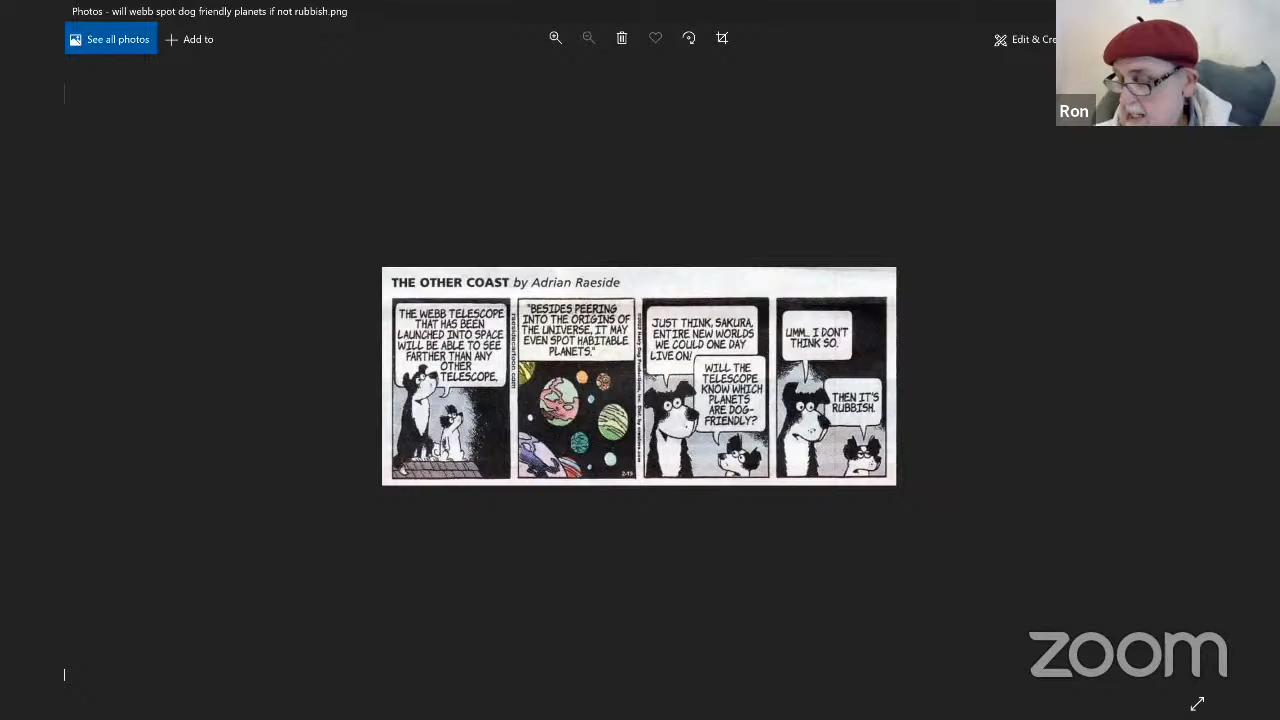 Photos - will webb spot dog friendly planets if not rubbish.png
See all photos
Add to
Edit & Cre
Ron
THE OTHER COAST by Adrian Raeside
THE WEBB TELESCOPE
THAT HAS BEEN
LAUNCHED INTO SPACE
WILL BE ABLE TO SEE
FARTHER THAN ANY
OTHER
TELESCOPE.
raesidecartoon.com
"BESIDES PEERING
INTO THE ORIGINS OF
THE UNIVERSE, IT MAY
EVEN SPOT HABITABLE
PLANETS."
2-15
JUST THINK, SAKURA,
ENTIRE NEW WORLDS
WE COULD ONE DAY
LIVE ON!
WILL THE
TELESCOPE
KNOW WHICH
PLANETS
ARE DOG-
FRIENDLY?
UMM... I DON'T
THINK SO.
THEN IT'S
RUBBISH.
zoom